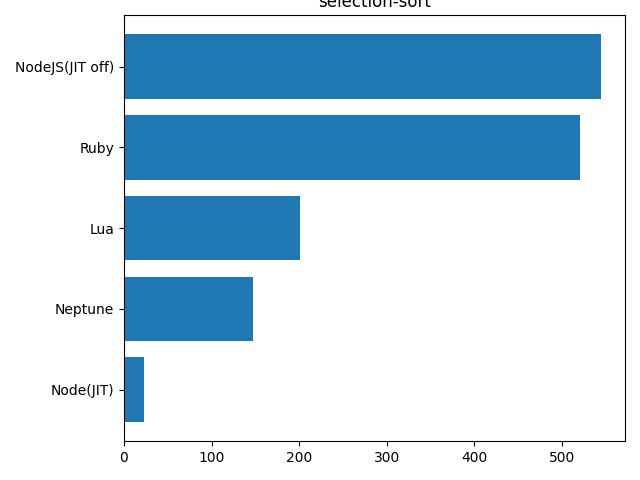 selection-sort
NodeJS(JIT off)
Ruby
Lua
Neptune
Node(JIT)
0 100 200 300 400 500